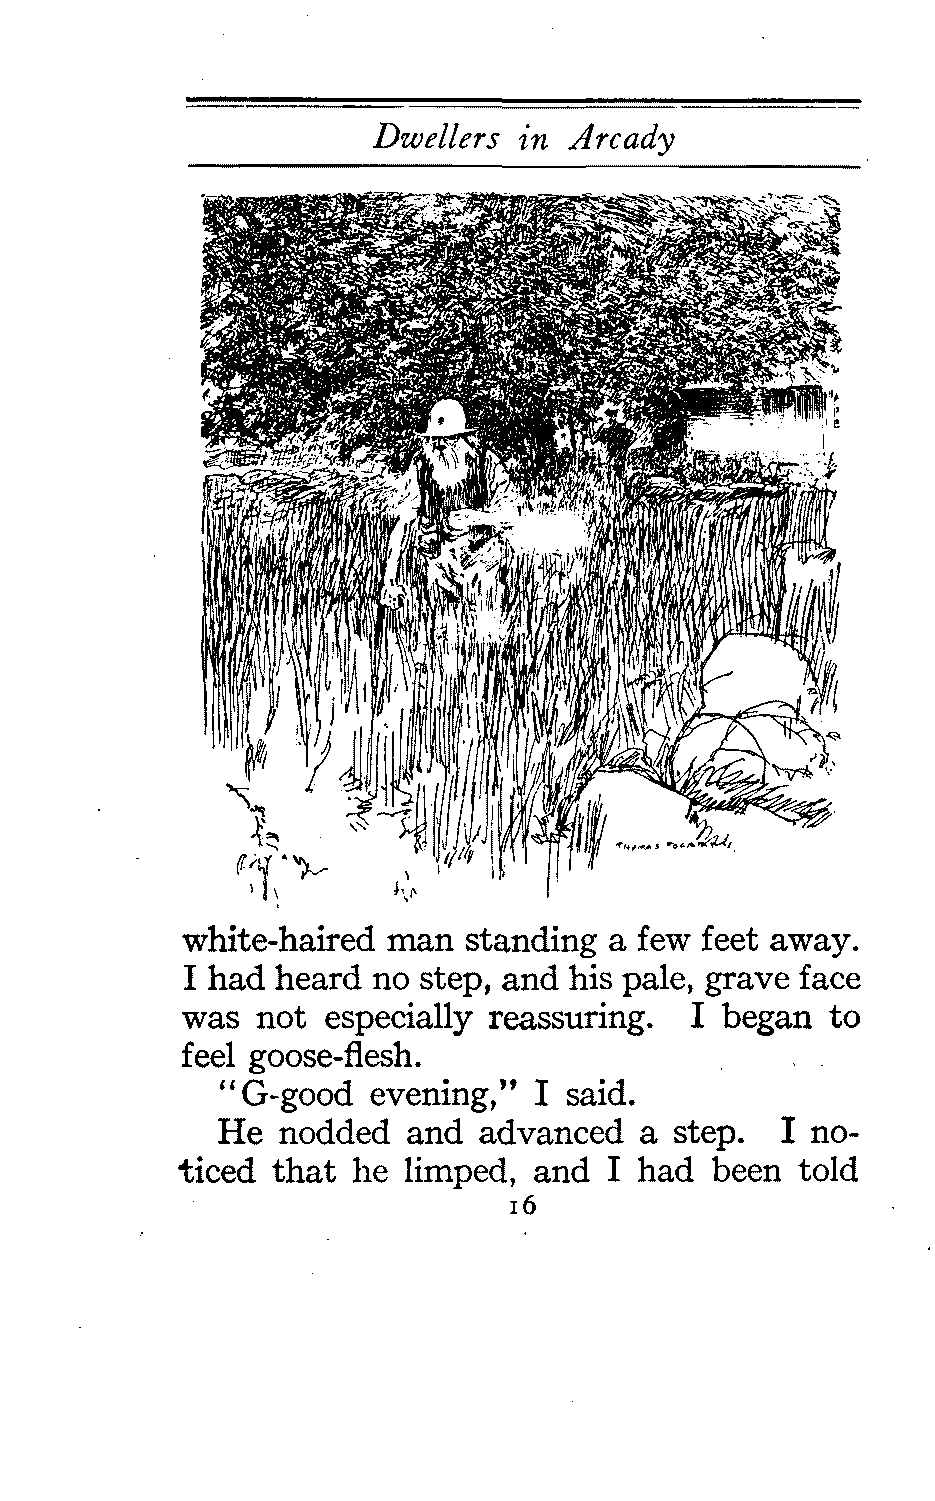 Dwellers in Arcady
THOMAS FOGARTY
white-haired man standing a few feet away.
I had heard no step, and his pale, grave face
was not especially reassuring. I began to
feel goose-flesh.
"G-good evening," I said.
He nodded and advanced a step. I no-
ticed that he limped, and I had been told
16